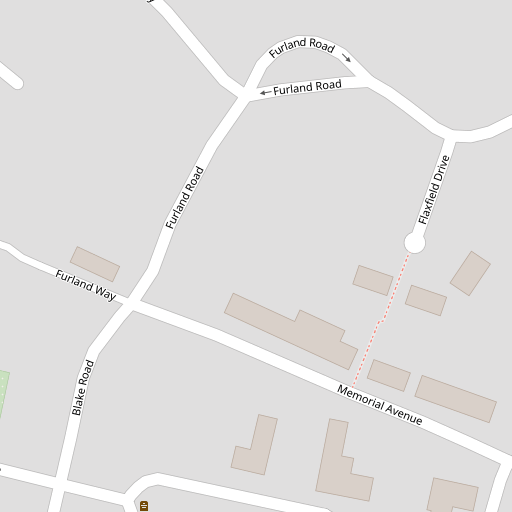 Furland Road
Furland Road
Flaxfield Drive
Furland Road
Furland Way
Blake Road
Memorial Avenue